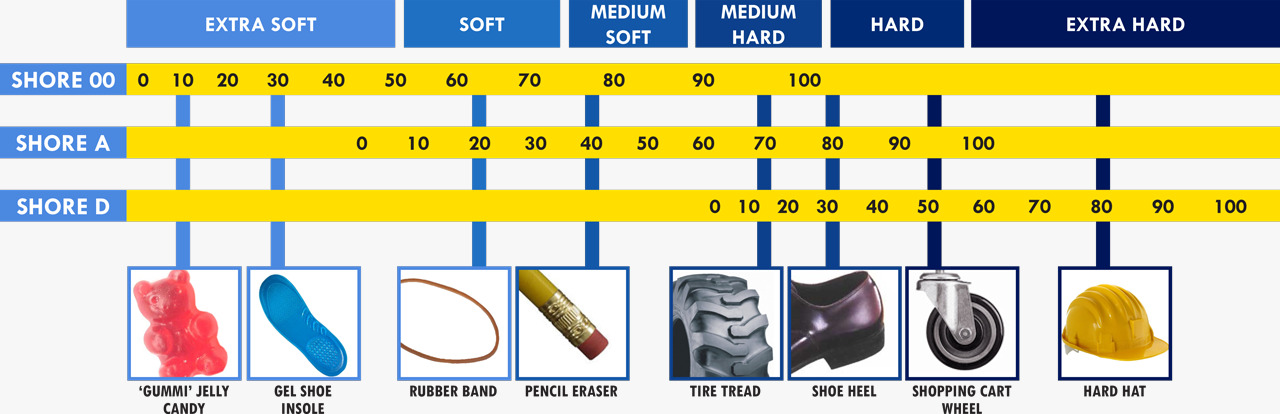 EXTRA SOFT
SOFT
MEDIUM
SOFT
MEDIUM
HARD
HARD
EXTRA HARD
SHORE 00 0 10 20 30 40 50 60 70 80 90 100
SHORE A 0 10 20 30 40 50 60 70 80 90 100
SHORE D 0 10 20 30 40 50 60 70 80 90 100
‘GUMMI’ JELLY
CANDY
GEL SHOE
INSOLE
RUBBER BAND
PENCIL ERASER
TIRE TREAD
SHOE HEEL
SHOPPING CART
WHEEL
HARD HAT